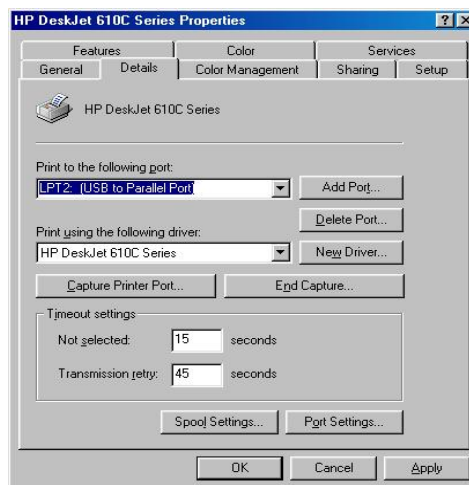 HP DeskJet 610C Series Properties
Features Color Services
General Details Color Management Sharing Setup
HP DeskJet 610C Series
Print to the following port:
LPT2: (USB to Parallel Port) Add Port...
Delete Port...
Print using the following driver:
HP DeskJet 610C Series New Driver...
Capture Printer Port... End Capture...
Timeout settings
Not selected: 15 seconds
Transmission retry: 45 seconds
Spool Settings... Port Settings...
OK Cancel Apply